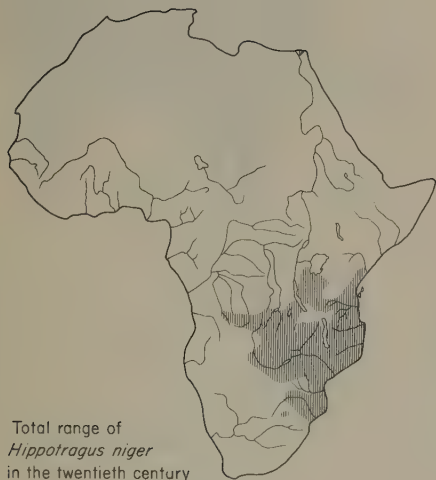 Total range of
Hippotragus niger
in the twentieth century